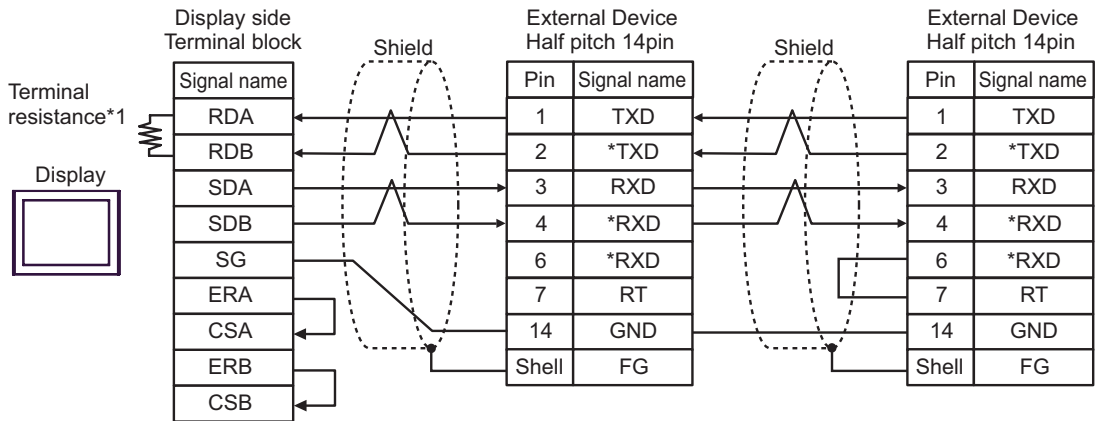 Display side
Terminal block
External Device
Half pitch 14pin
External Device
Half pitch 14pin
Shield
Shield
Terminal
resistance*1
Display
Signal name
RDA
RDB
SDA
SDB
SG
ERA
CSA
ERB
CSB
Pin Signal name
1 TXD
2 *TXD
3 RXD
4 *RXD
6 *RXD
7 RT
14 GND
Shell FG
Pin Signal name
1 TXD
2 *TXD
3 RXD
4 *RXD
6 *RXD
7 RT
14 GND
Shell FG